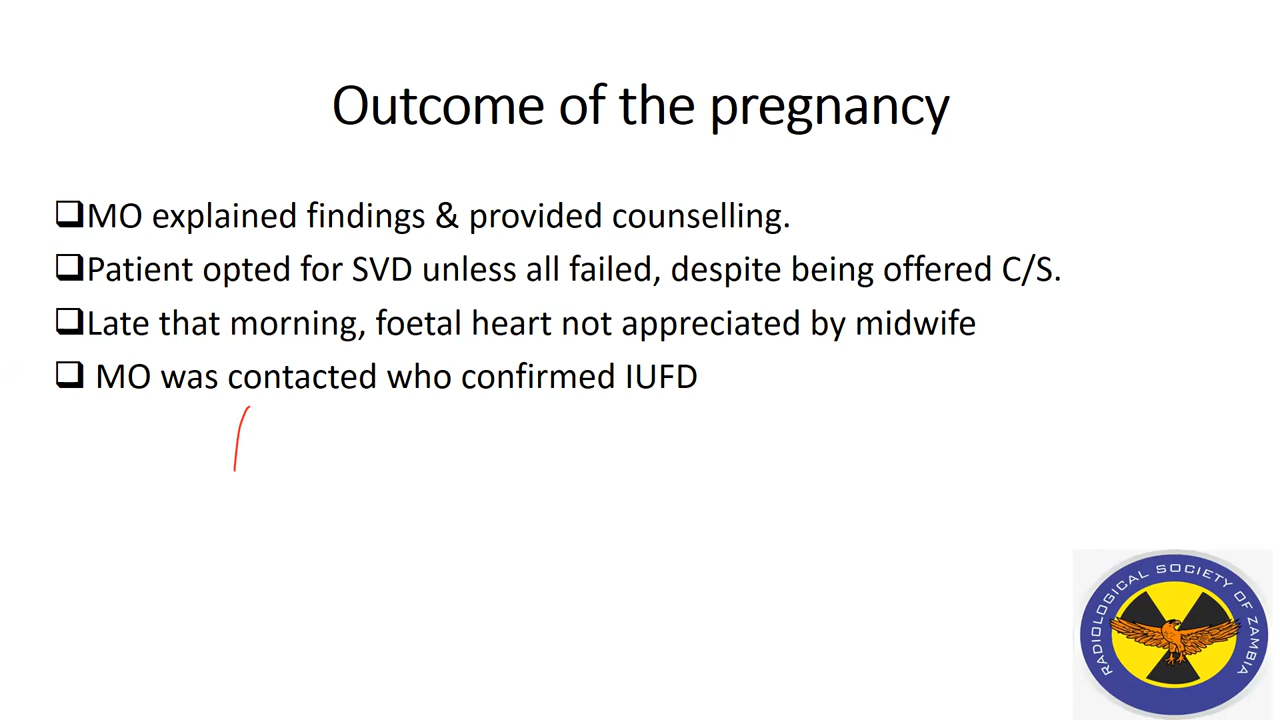 Outcome of the pregnancy
MO explained findings & provided counselling.
Patient opted for SVD unless all failed, despite being offered C/S.
Late that morning, foetal heart not appreciated by midwife
MO was contacted who confirmed IUFD
RADIOLOGICAL SOCIETY OF ZAMBIA